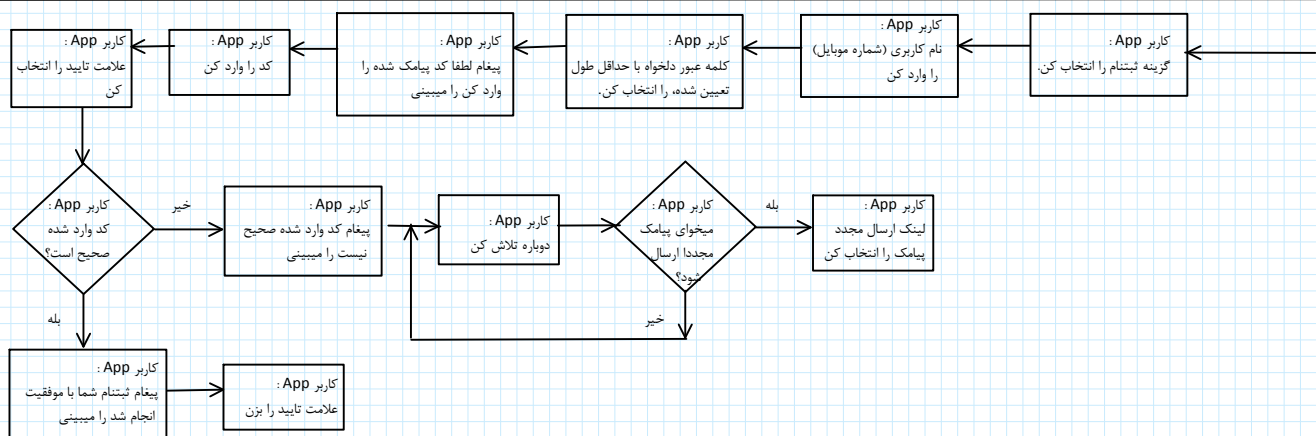 کاربر App :
گزینه ثبتنام را انتخاب کن.
کاربر App :
نام کاربری (شماره موبایل)
را وارد کن
کاربر App :
کلمه عبور دلخواه با حداقل طول
تعیین شده، را انتخاب کن.
کاربر App :
پیغام لطفا کد پیامک شده را
وارد کن را میبینی
کاربر App :
کد را وارد کن
کاربر App :
علامت تایید را انتخاب
کن
کاربر App :
کد وارد شده
صحیح است؟
خیر
کاربر App :
پیغام کد وارد شده صحیح
نیست را میبینی
کاربر App :
دوباره تلاش کن
کاربر App :
میخوای پیامک
مجددا ارسال
شود؟
بله
کاربر App :
لینک ارسال مجدد
پیامک را انتخاب کن
خیر
بله
کاربر App :
پیغام ثبتنام شما با موفقیت
انجام شد را میبینی
کاربر App :
علامت تایید را بزن